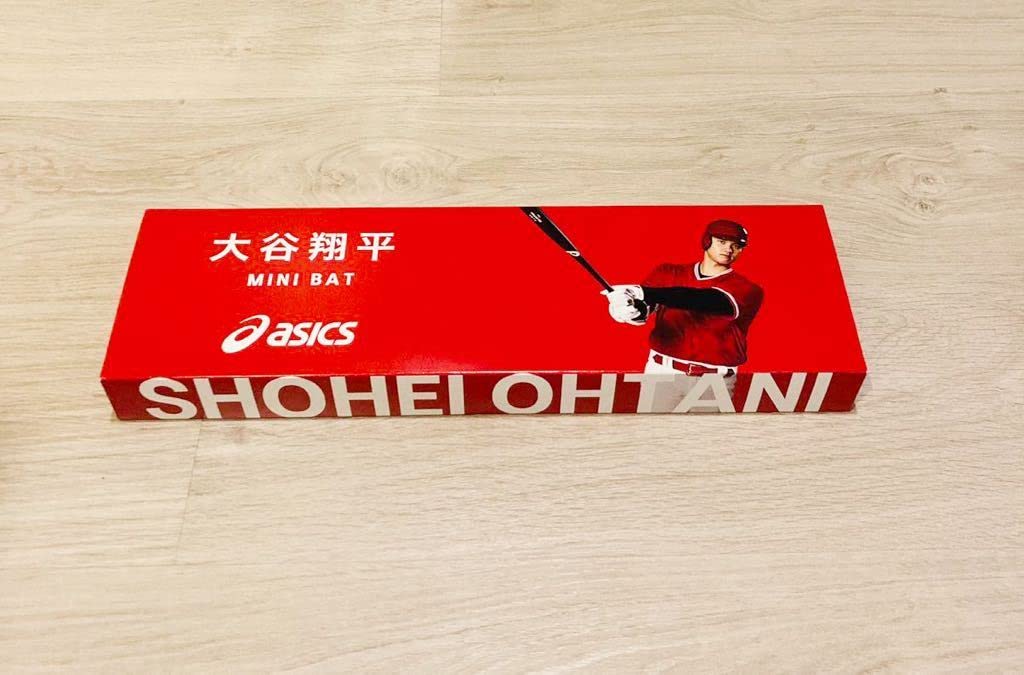 大谷翔平
MINI BAT
asics
SHOHEI OHTANI